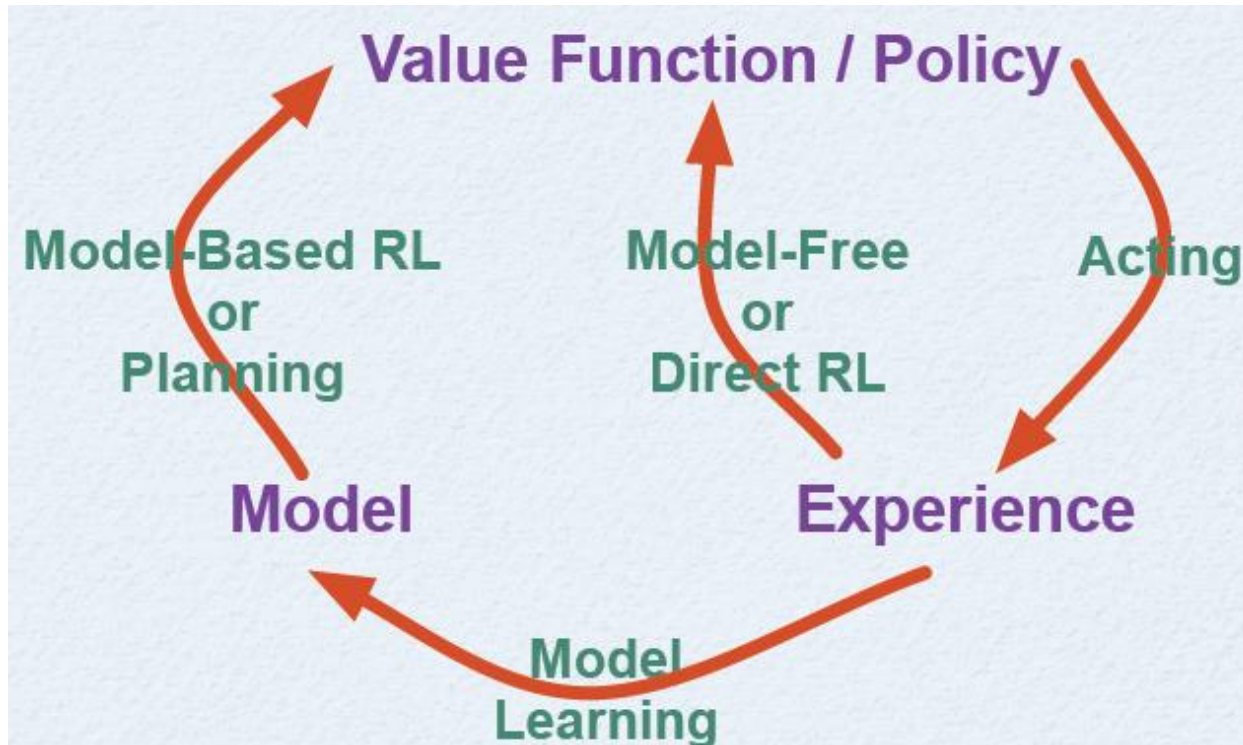 Value Function / Policy
Model-Based RL
or
Planning
Model-Free
or
Direct RL
Acting
Model
Experience
Model
Learning